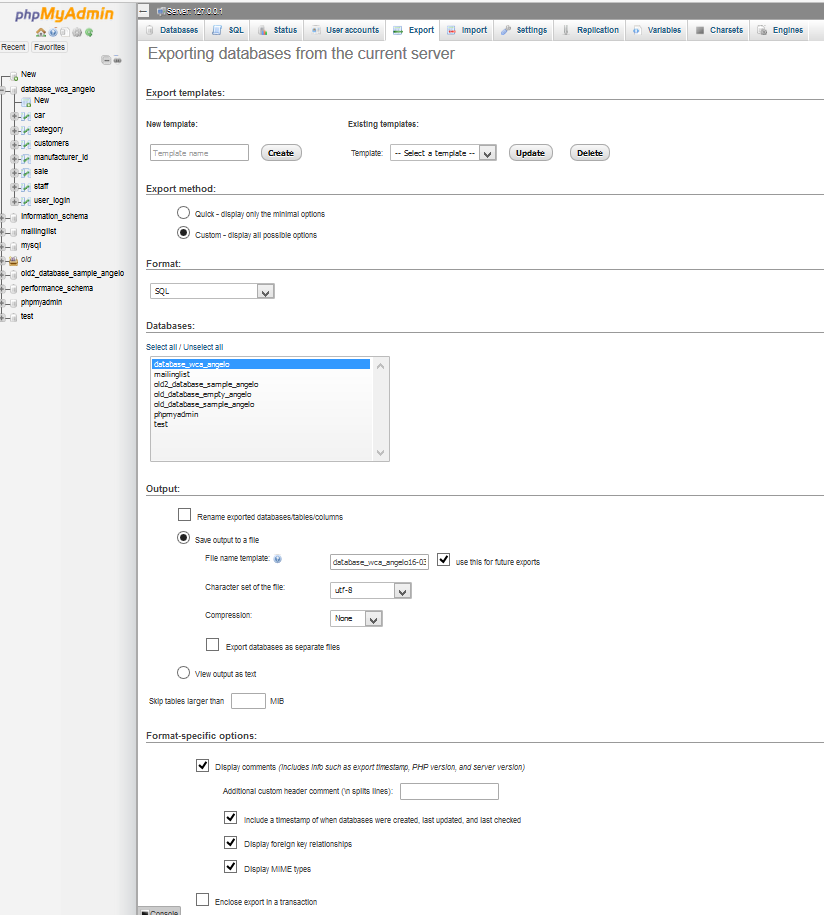 phpMyAdmin
Recent Favorites
New
database_wca_angelo
New
car
category
customers
manufacturer_id
sale
staff
user_login
information_schema
mailinglist
mysql
old
old2_database_sample_angelo
performance_schema
phpmyadmin
test
Server: 127.0.0.1
Databases SQL Status User accounts Export Import Settings Replication Variables Charsets Engines
Exporting databases from the current server
Export templates:
New template: Existing templates:
Template name Create Template: -- Select a template -- Update Delete
Export method:
Quick - display only the minimal options
Custom - display all possible options
Format:
SQL
Databases:
Select all / Unselect all
database_wca_angelo
mailinglist
old2_database_sample_angelo
old_database_empty_angelo
old_database_sample_angelo
phpmyadmin
test
Output:
Rename exported databases/tables/columns
Save output to a file
File name template: database_wca_angelo16-03 use this for future exports
Character set of the file: utf-8
Compression: None
Export databases as separate files
View output as text
Skip tables larger than MiB
Format-specific options:
Display comments (includes info such as export timestamp, PHP version, and server version)
Additional custom header comment (\n splits lines):
Include a timestamp of when databases were created, last updated, and last checked
Display foreign key relationships
Display MIME types
Enclose export in a transaction
Console